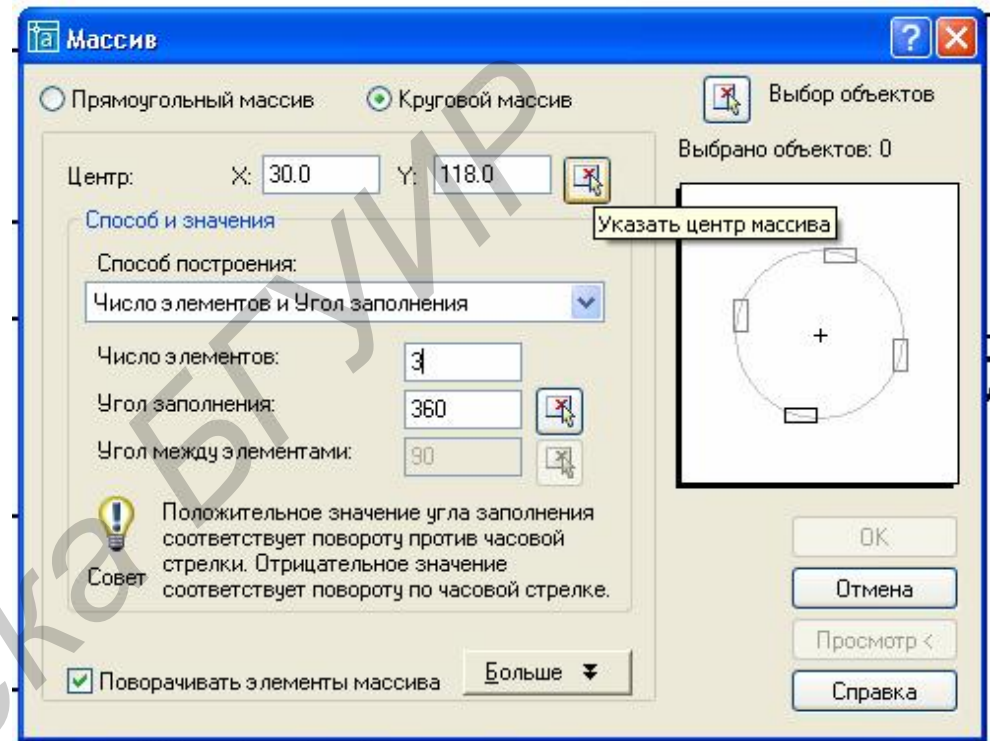 Массив
Прямоугольный массив Круговой массив Выбор объектов
Выбрано объектов: 0
Центр: X: 30.0 Y: 118.0
Указать центр массива
Способ и значения
Способ построения:
Число элементов и Угол заполнения
Число элементов: 3
Угол заполнения: 360
Угол между элементами: 90
Положительное значение угла заполнения
соответствует повороту против часовой
стрелки. Отрицательное значение
соответствует повороту по часовой стрелке.
Совет
Поворачивать элементы массива Больше
OK
Отмена
Просмотр <
Справка
ска БГУИР